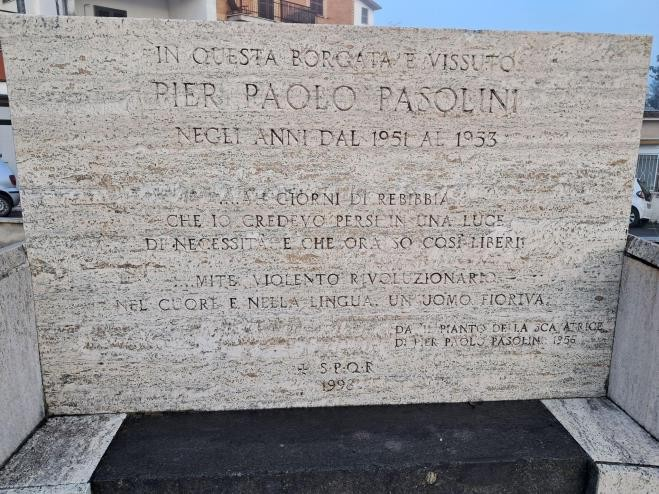 IN QUESTA BORGATA È VISSUTO
PIER PAOLO PASOLINI
NEGLI ANNI DAL 1951 AL 1953
....AH GIORNI DI REBIBBIA
CHE IO CREDEVO PERSI IN UNA LUCE
DI NECESSITÀ, E CHE ORA SO COSÌ LIBERI!
...MITE, VIOLENTO RIVOLUZIONARIO
NEL CUORE E NELLA LINGUA. UN UOMO FIORIVA.
DA IL PIANTO DELLA SCAVATRICE
DI PIER PAOLO PASOLINI 1956
S.P.Q.R.